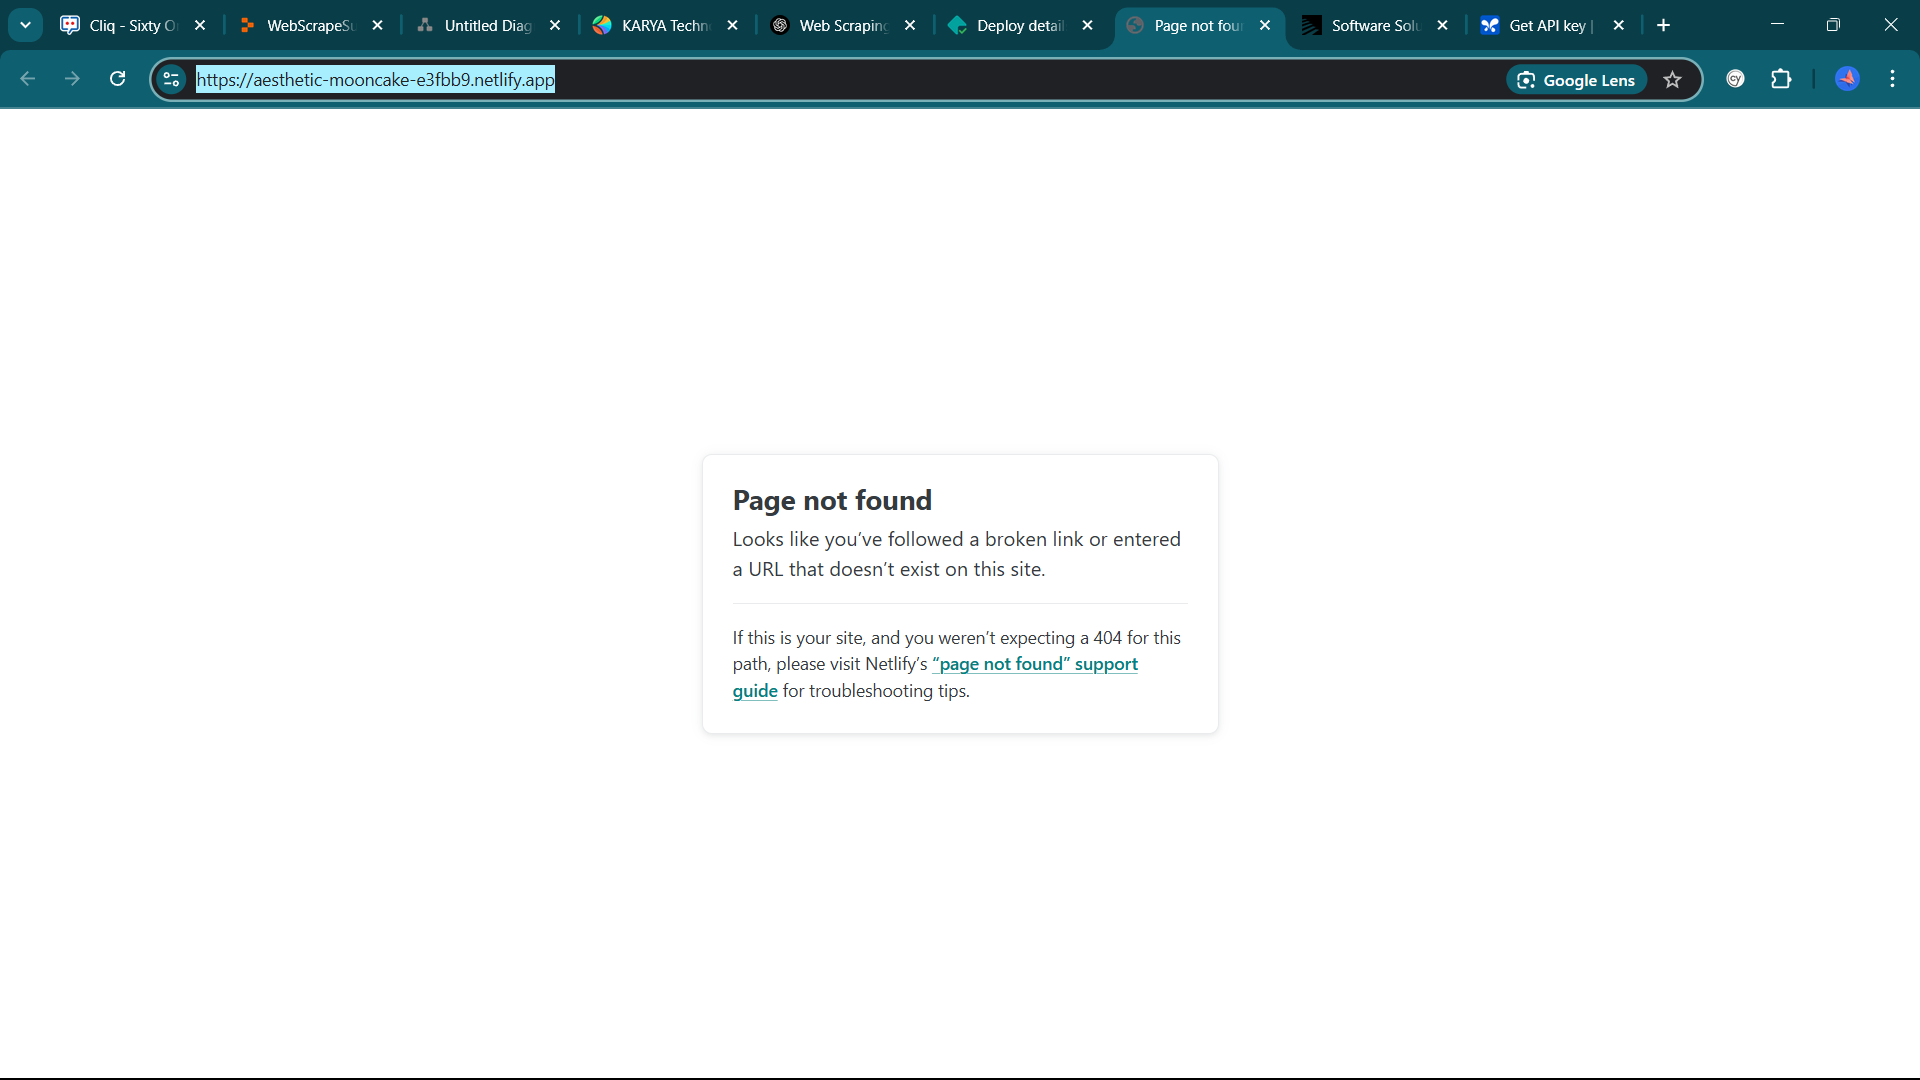 Cliq - Sixty O
WebScrapeSu
Untitled Diag
KARYA Techn
Web Scraping
Deploy detail
Page not foun
Software Solu
Get API key |
https://aesthetic-mooncake-e3fbb9.netlify.app
Google Lens
cy
Page not found
Looks like you’ve followed a broken link or entered
a URL that doesn’t exist on this site.
If this is your site, and you weren’t expecting a 404 for this
path, please visit Netlify’s “page not found” support
guide for troubleshooting tips.